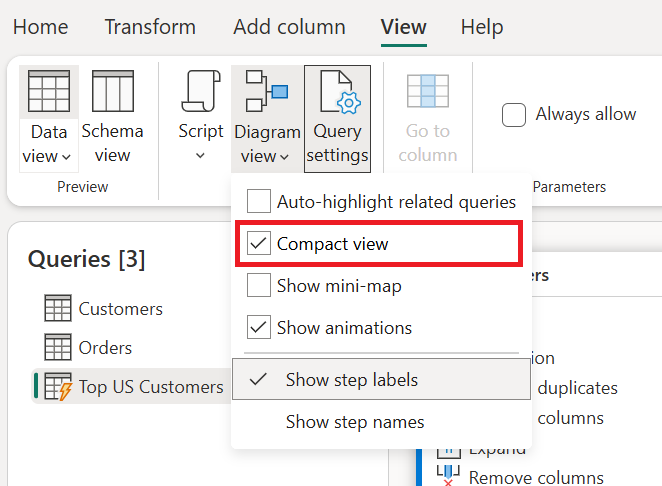 Home Transform Add column View Help
Data view
Schema view
Script
Diagram view
Query settings
Go to column
Always allow
Preview
Parameters
Auto-highlight related queries
Compact view
Show mini-map
Show animations
Show step labels
Show step names
Queries [3]
Customers
Orders
Top US Customers
duplicates
columns
Expand
Remove columns